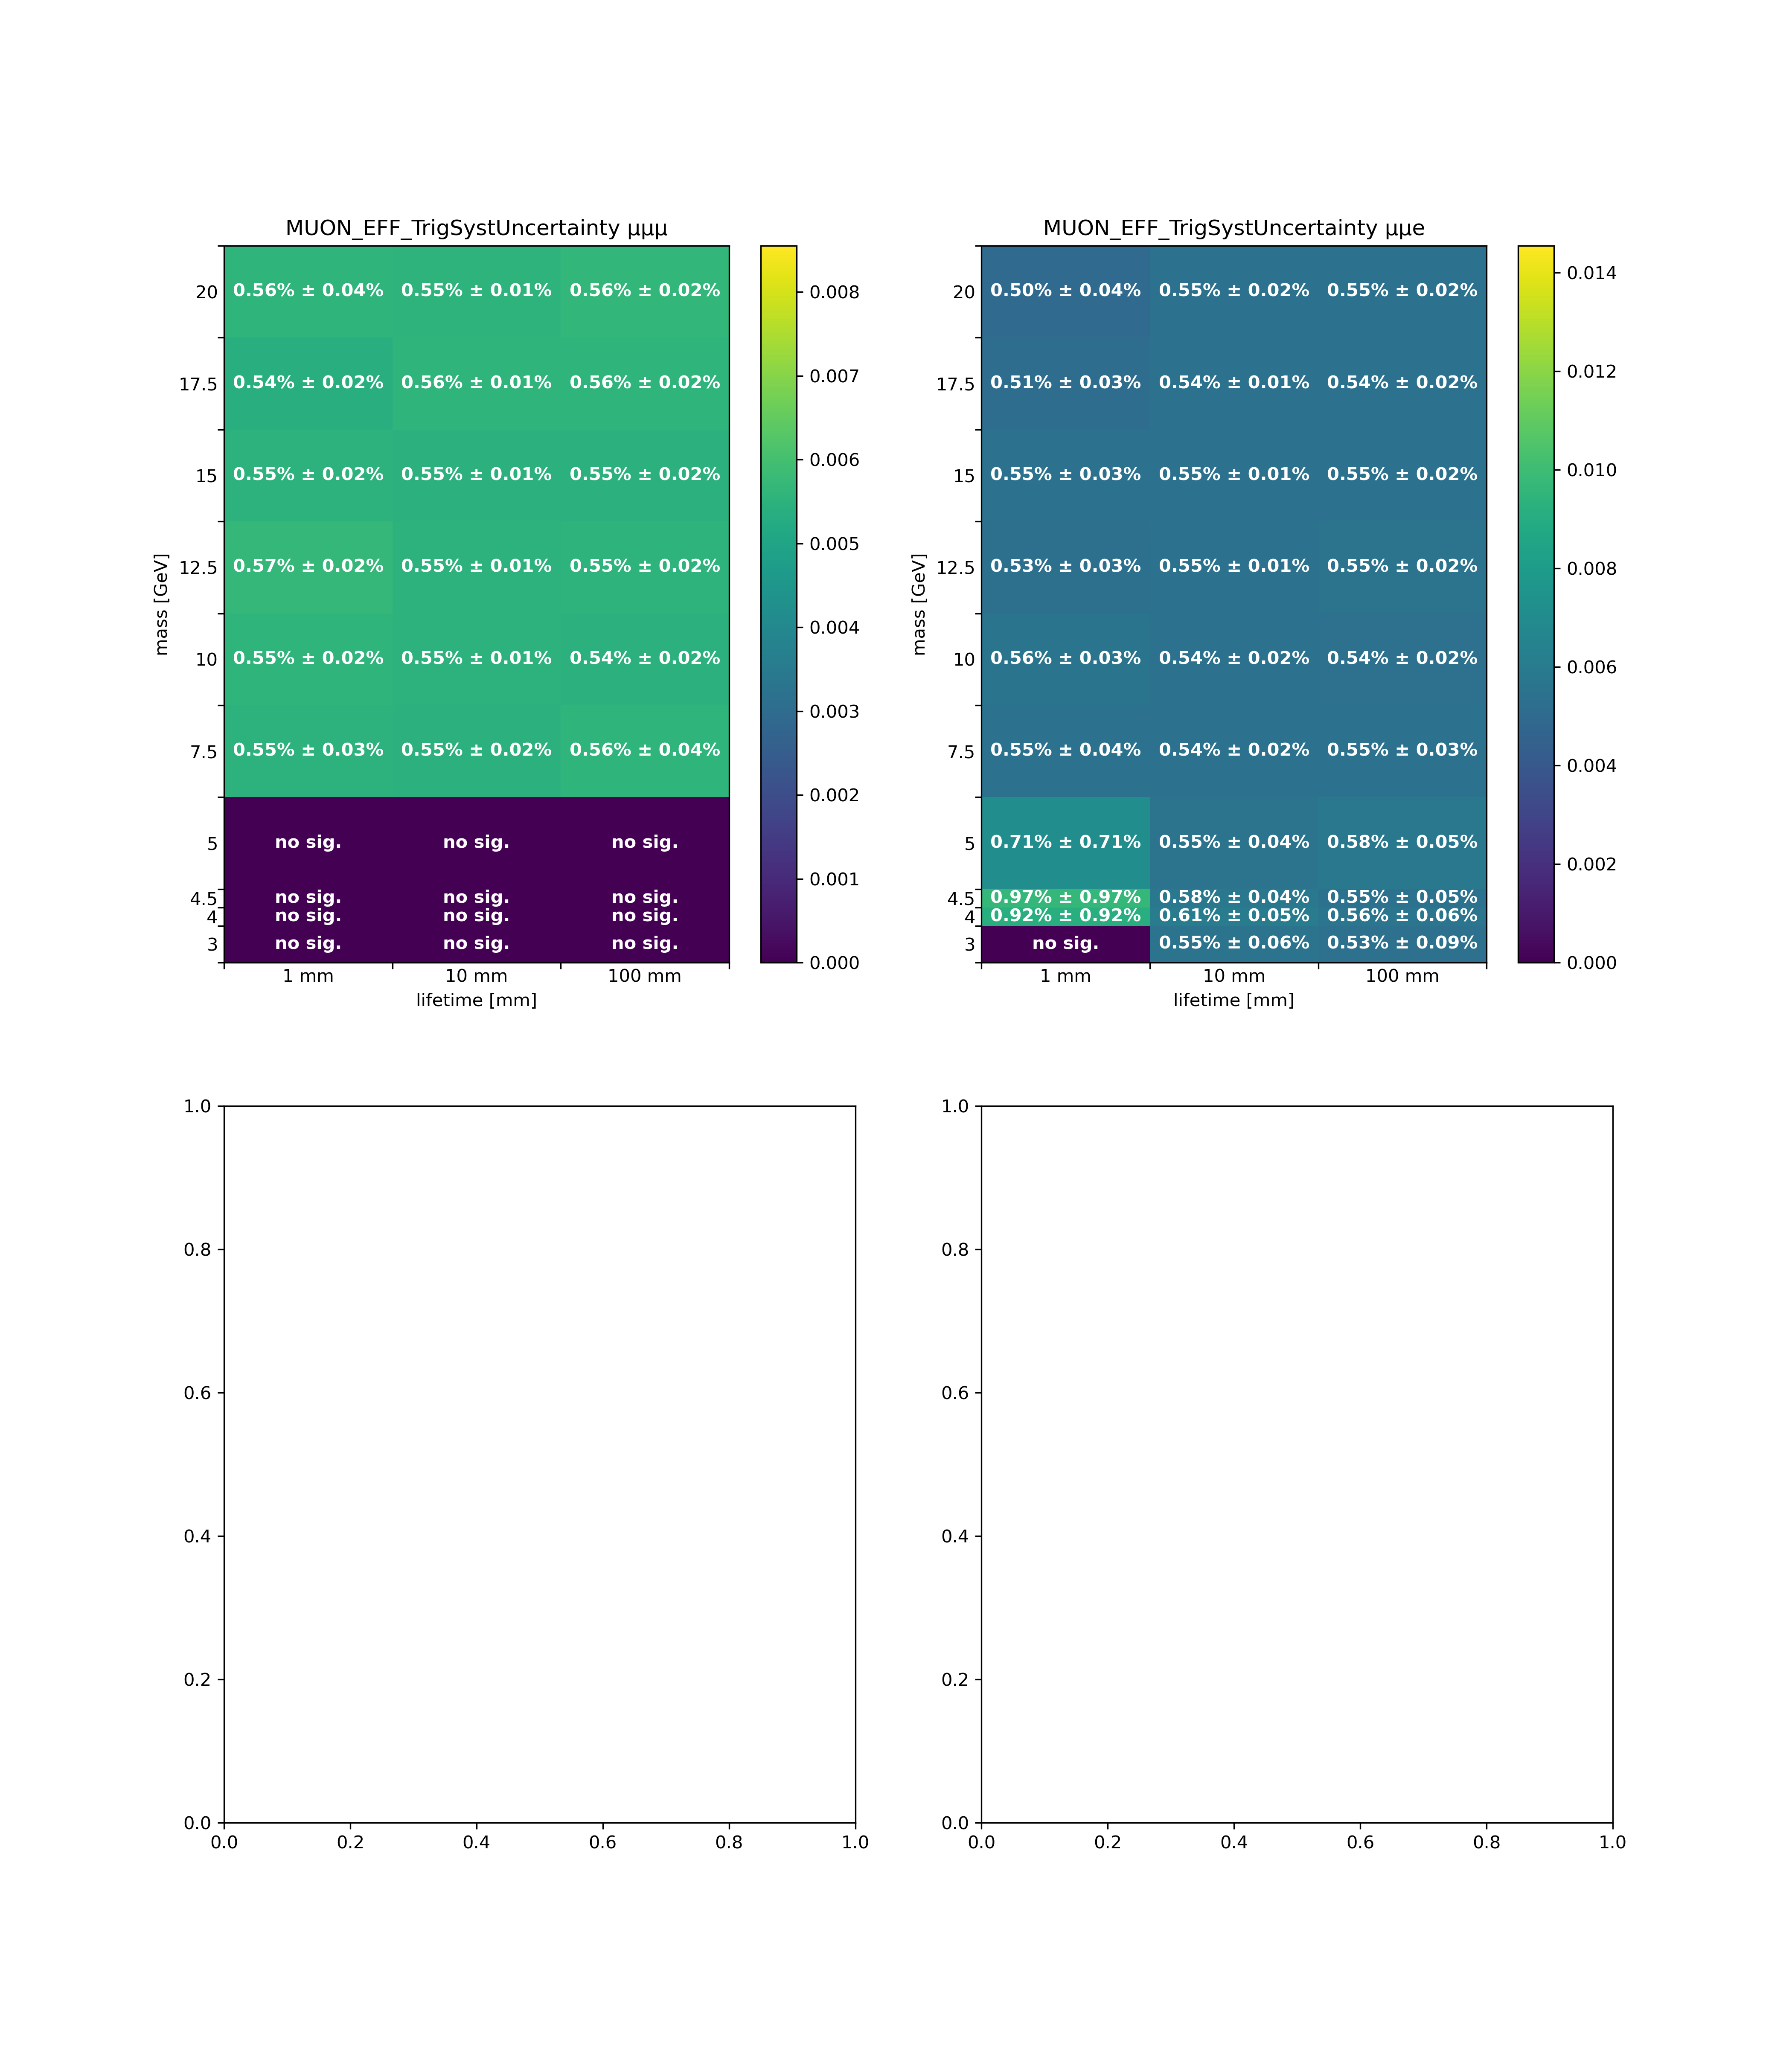 MUON_EFF_TrigSystUncertainty μμμ
20 0.56% ± 0.04% 0.55% ± 0.01% 0.56% ± 0.02%
17.5 0.54% ± 0.02% 0.56% ± 0.01% 0.56% ± 0.02%
15 0.55% ± 0.02% 0.55% ± 0.01% 0.55% ± 0.02%
12.5 0.57% ± 0.02% 0.55% ± 0.01% 0.55% ± 0.02%
10 0.55% ± 0.02% 0.55% ± 0.01% 0.54% ± 0.02%
7.5 0.55% ± 0.03% 0.55% ± 0.02% 0.56% ± 0.04%
5 no sig. no sig. no sig.
4.5 no sig. no sig. no sig.
4 no sig. no sig. no sig.
3 no sig. no sig. no sig.
mass [GeV]
1 mm 10 mm 100 mm
lifetime [mm]
0.008
0.007
0.006
0.005
0.004
0.003
0.002
0.001
0.000
MUON_EFF_TrigSystUncertainty μμe
20 0.50% ± 0.04% 0.55% ± 0.02% 0.55% ± 0.02%
17.5 0.51% ± 0.03% 0.54% ± 0.01% 0.54% ± 0.02%
15 0.55% ± 0.03% 0.55% ± 0.01% 0.55% ± 0.02%
12.5 0.53% ± 0.03% 0.55% ± 0.01% 0.55% ± 0.02%
10 0.56% ± 0.03% 0.54% ± 0.02% 0.54% ± 0.02%
7.5 0.55% ± 0.04% 0.54% ± 0.02% 0.55% ± 0.03%
5 0.71% ± 0.71% 0.55% ± 0.04% 0.58% ± 0.05%
4.5 0.97% ± 0.97% 0.58% ± 0.04% 0.55% ± 0.05%
4 0.92% ± 0.92% 0.61% ± 0.05% 0.56% ± 0.06%
3 no sig. 0.55% ± 0.06% 0.53% ± 0.09%
mass [GeV]
1 mm 10 mm 100 mm
lifetime [mm]
0.014
0.012
0.010
0.008
0.006
0.004
0.002
0.000
1.0
0.8
0.6
0.4
0.2
0.0
0.0 0.2 0.4 0.6 0.8 1.0
1.0
0.8
0.6
0.4
0.2
0.0
0.0 0.2 0.4 0.6 0.8 1.0